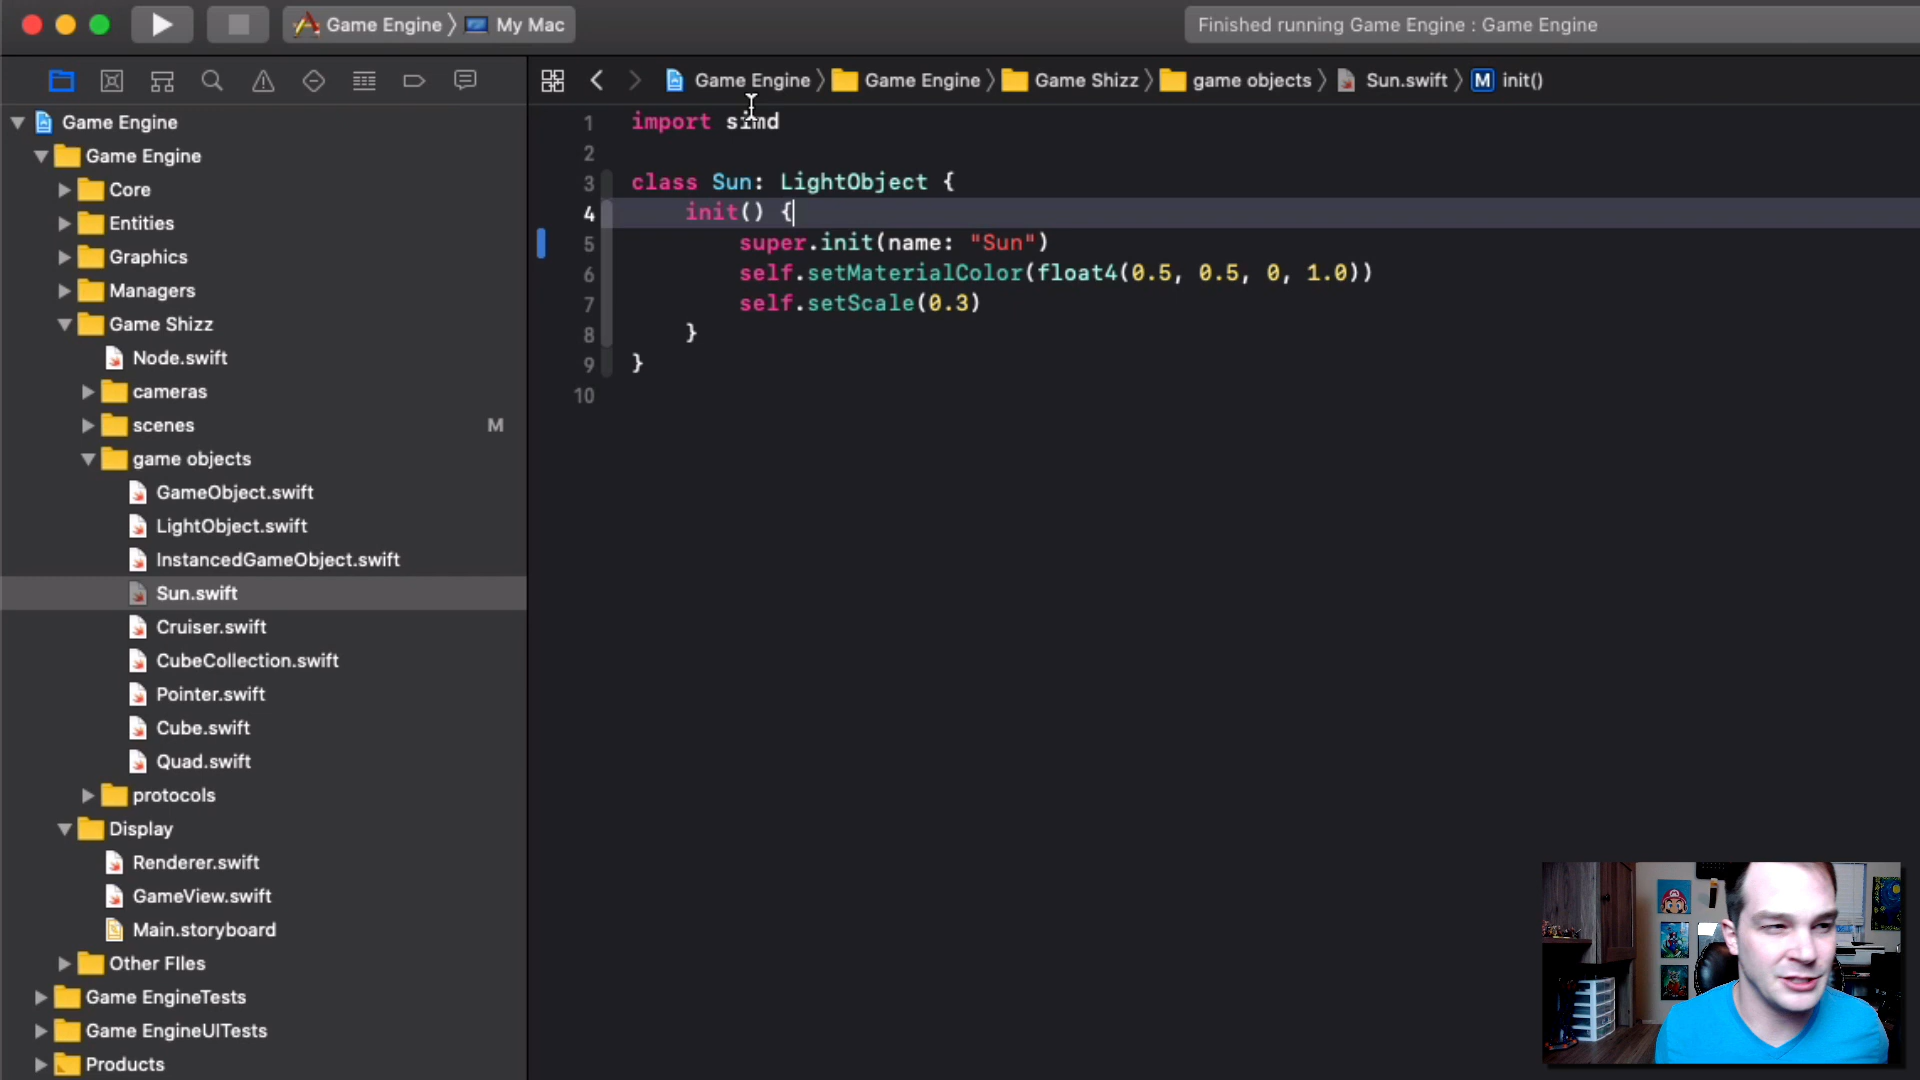 Game Engine 〉 My Mac
Finished running Game Engine : Game Engine
Game Engine 〉 Game Engine 〉 Game Shizz 〉 game objects 〉 Sun.swift 〉 M init()
Game Engine
Game Engine
Core
Entities
Graphics
Managers
Game Shizz
Node.swift
cameras
scenes M
game objects
GameObject.swift
LightObject.swift
InstancedGameObject.swift
Sun.swift
Cruiser.swift
CubeCollection.swift
Pointer.swift
Cube.swift
Quad.swift
protocols
Display
Renderer.swift
GameView.swift
Main.storyboard
Other FIles
Game EngineTests
Game EngineUITests
Products
1 import simd
2
3 class Sun: LightObject {
4 init() {
5 super.init(name: "Sun")
6 self.setMaterialColor(float4(0.5, 0.5, 0, 1.0))
7 self.setScale(0.3)
8 }
9 }
10